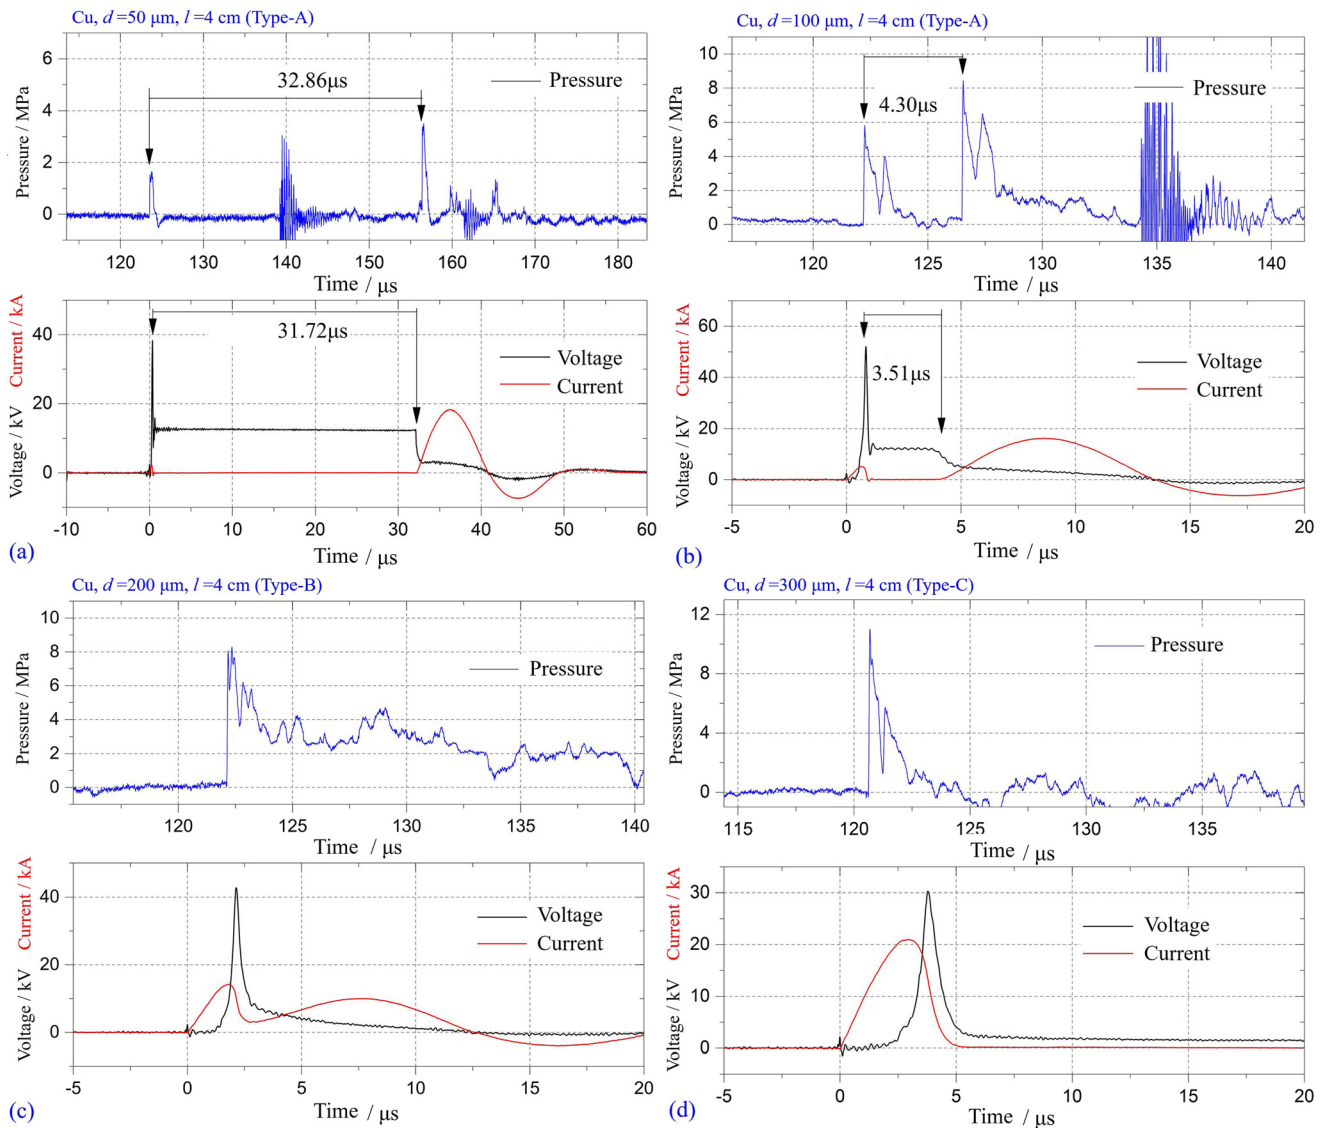 Cu, d =50 μm, l =4 cm (Type-A)
Pressure / MPa
6
4
2
0
32.86μs
Pressure
120 130 140 150 160 170 180
Time / μs
Voltage / kV Current / kA
40
20
0
31.72μs
Voltage
Current
-10 0 10 20 30 40 50 60
Time / μs
(a)
Cu, d =100 μm, l =4 cm (Type-A)
Pressure / MPa
10
8
6
4
2
0
4.30μs
Pressure
120 125 130 135 140
Time / μs
Voltage / kV Current / kA
60
40
20
0
3.51μs
Voltage
Current
-5 0 5 10 15 20
Time / μs
(b)
Cu, d =200 μm, l =4 cm (Type-B)
Pressure / MPa
10
8
6
4
2
0
Pressure
120 125 130 135 140
Time / μs
Voltage / kV Current / kA
40
20
0
Voltage
Current
-5 0 5 10 15 20
Time / μs
(c)
Cu, d =300 μm, l =4 cm (Type-C)
Pressure / MPa
12
8
4
0
Pressure
115 120 125 130 135
Time / μs
Voltage / kV Current / kA
30
20
10
0
Voltage
Current
-5 0 5 10 15 20
Time / μs
(d)